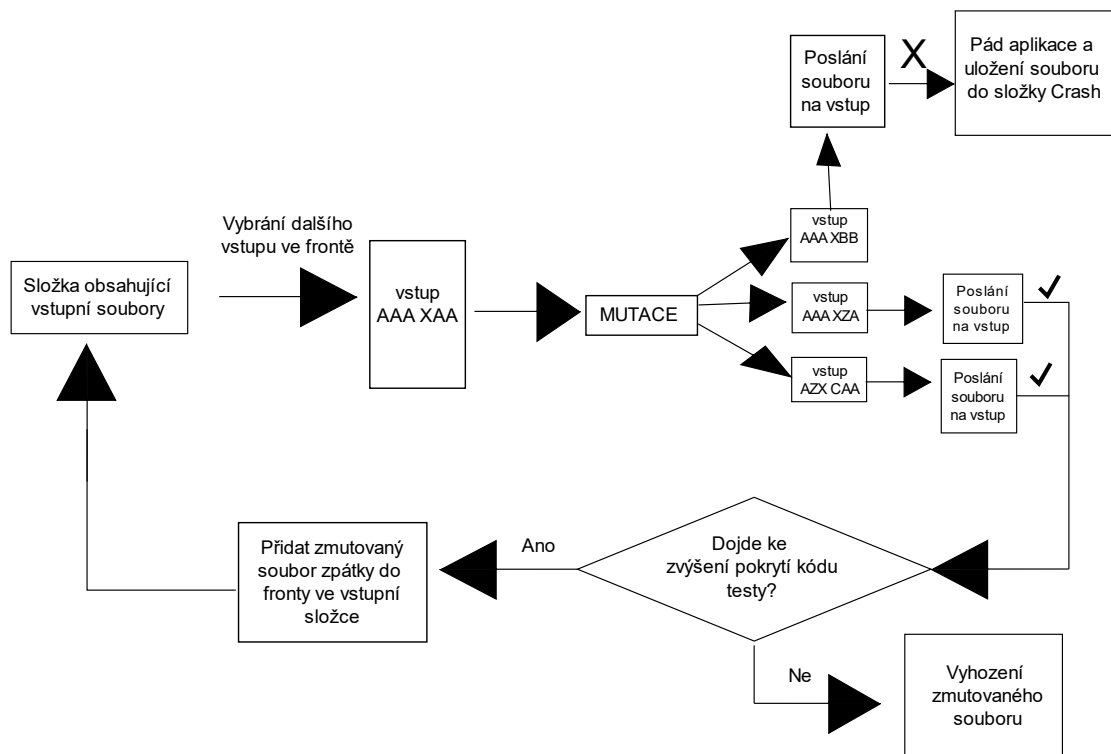 Poslání
souboru
na vstup
X
Pád aplikace a
uložení souboru
do složky Crash
Vybrání dalšího
vstupu ve frontě
Složka obsahující
vstupní soubory
vstup
AAA XAA
MUTACE
vstup
AAA XBB
vstup
AAA XZA
Poslání
souboru
na vstup
vstup
AZX CAA
Poslání
souboru
na vstup
Přidat zmutovaný
soubor zpátky do
fronty ve vstupní
složce
Ano
Dojde ke
zvýšení pokrytí kódu
testy?
Ne
Vyhození
zmutovaného
souboru